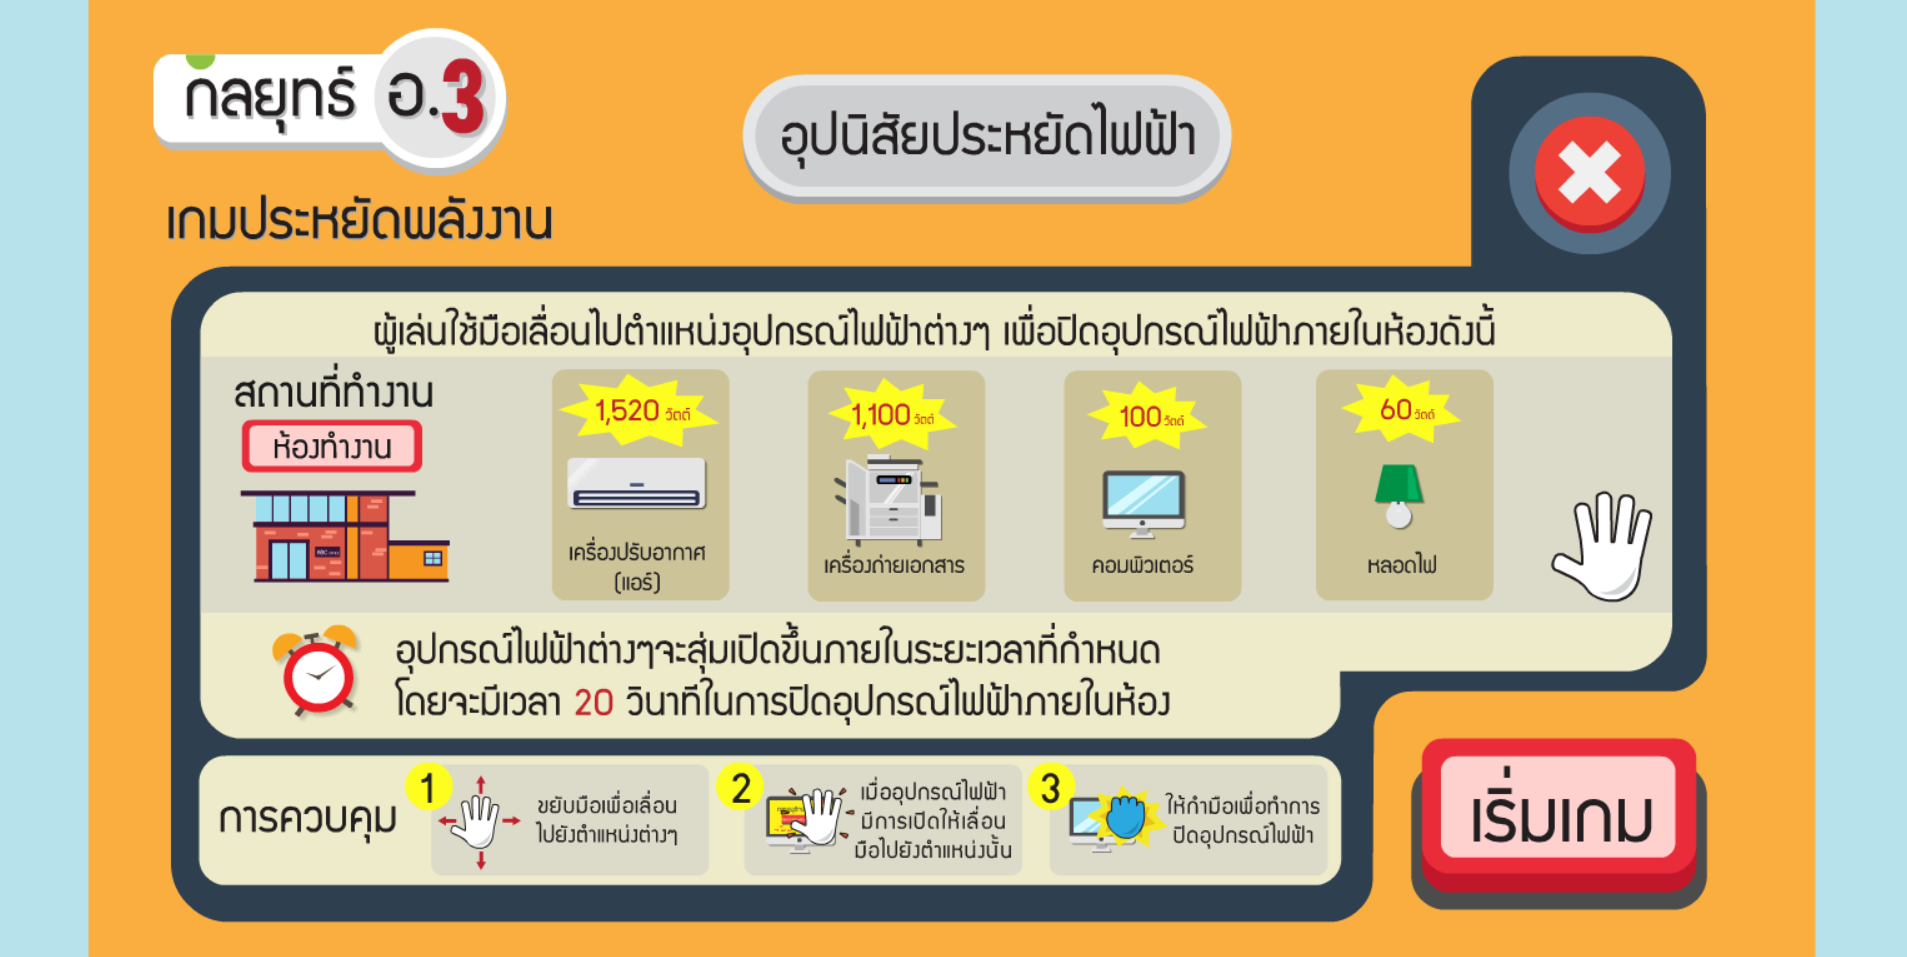 กลยุทธ์ อ.3
อุปนิสัยประหยัดไฟฟ้า
เกมประหยัดพลังงาน
ผู้เล่นใช้มือเลื่อนไปตำแหน่งอุปกรณ์ไฟฟ้าต่างๆ เพื่อปิดอุปกรณ์ไฟฟ้าภายในห้องดังนี้
สถานที่ทำงาน
ห้องทำงาน
1,520 วัตต์
เครื่องปรับอากาศ
(แอร์)
1,100 วัตต์
เครื่องถ่ายเอกสาร
100 วัตต์
คอมพิวเตอร์
60 วัตต์
หลอดไฟ
อุปกรณ์ไฟฟ้าต่างๆจะสุ่มเปิดขึ้นภายในระยะเวลาที่กำหนด
โดยจะมีเวลา 20 วินาทีในการปิดอุปกรณ์ไฟฟ้าภายในห้อง
การควบคุม
1
ขยับมือเพื่อเลื่อน
ไปยังตำแหน่งต่างๆ
2
เมื่ออุปกรณ์ไฟฟ้า
มีการเปิดให้เลื่อน
มือไปยังตำแหน่งนั้น
3
ให้กำมือเพื่อทำการ
ปิดอุปกรณ์ไฟฟ้า
เริ่มเกม